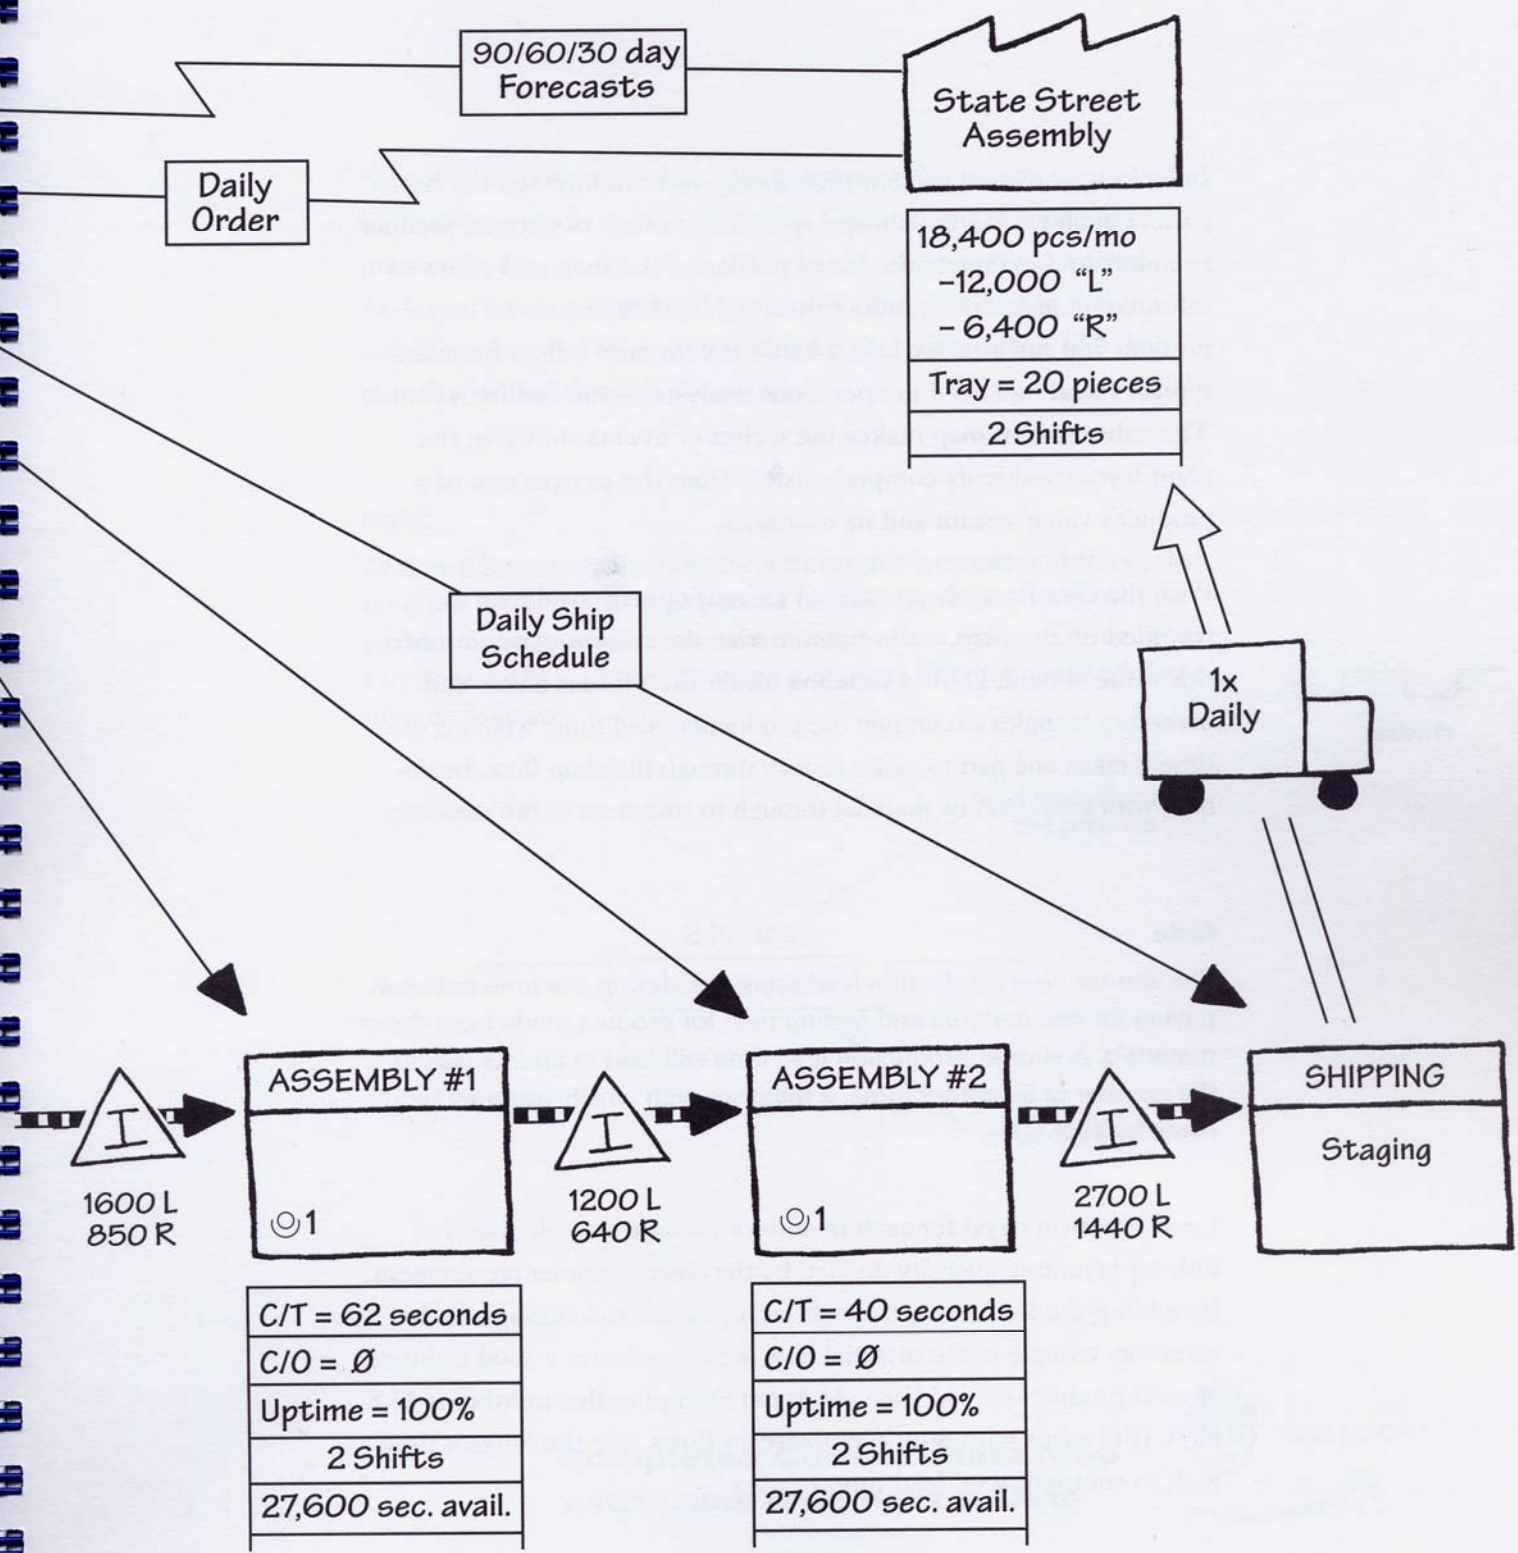 90/60/30 day
Forecasts
State Street
Assembly
Daily
Order
18,400 pcs/mo
–12,000 “L”
– 6,400 “R”
Tray = 20 pieces
2 Shifts
Daily Ship
Schedule
1x
Daily
I
1600 L
850 R
ASSEMBLY #1
1
C/T = 62 seconds
C/O = Ø
Uptime = 100%
2 Shifts
27,600 sec. avail.
I
1200 L
640 R
ASSEMBLY #2
1
C/T = 40 seconds
C/O = Ø
Uptime = 100%
2 Shifts
27,600 sec. avail.
I
2700 L
1440 R
SHIPPING
Staging